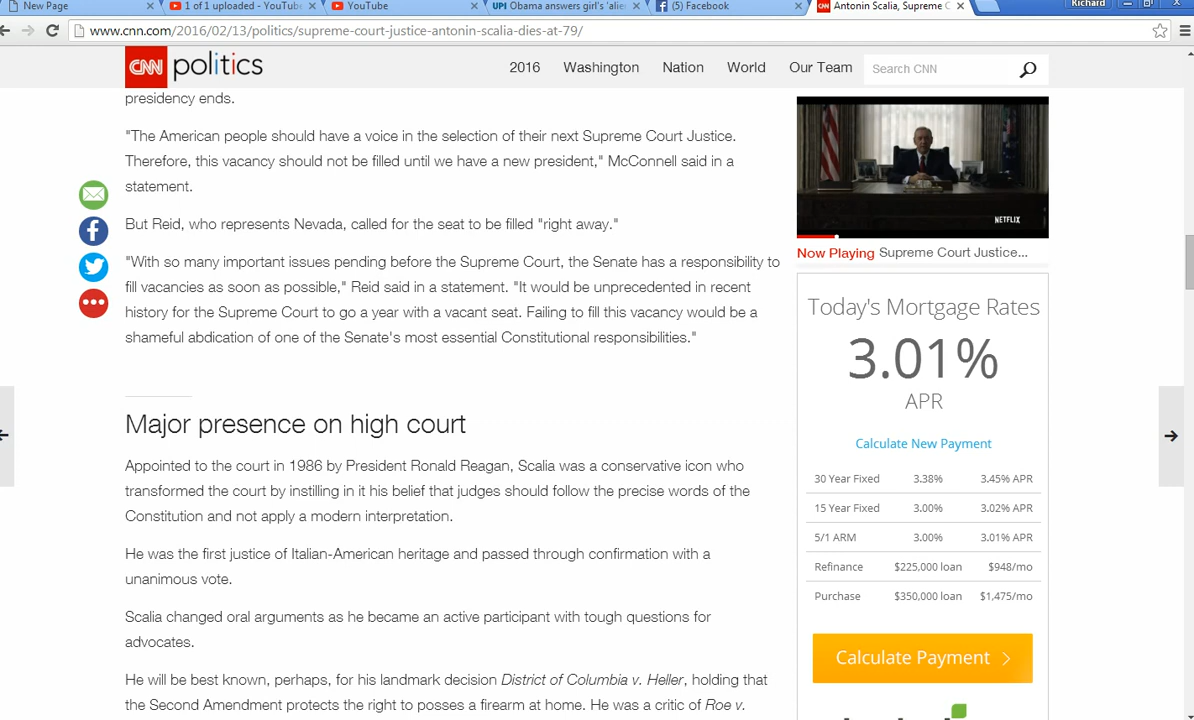 New Page
1 of 1 uploaded - YouTube
YouTube
UPI Obama answers girl's 'alie
(5) Facebook
CNN Antonin Scalia, Supreme C
Richard
www.cnn.com/2016/02/13/politics/supreme-court-justice-antonin-scalia-dies-at-79/
CNN politics
2016 Washington Nation World Our Team Search CNN
presidency ends.
"The American people should have a voice in the selection of their next Supreme Court Justice.
Therefore, this vacancy should not be filled until we have a new president," McConnell said in a
statement.
But Reid, who represents Nevada, called for the seat to be filled "right away."
"With so many important issues pending before the Supreme Court, the Senate has a responsibility to
fill vacancies as soon as possible," Reid said in a statement. "It would be unprecedented in recent
history for the Supreme Court to go a year with a vacant seat. Failing to fill this vacancy would be a
shameful abdication of one of the Senate's most essential Constitutional responsibilities."
Major presence on high court
Appointed to the court in 1986 by President Ronald Reagan, Scalia was a conservative icon who
transformed the court by instilling in it his belief that judges should follow the precise words of the
Constitution and not apply a modern interpretation.
He was the first justice of Italian-American heritage and passed through confirmation with a
unanimous vote.
Scalia changed oral arguments as he became an active participant with tough questions for
advocates.
He will be best known, perhaps, for his landmark decision District of Columbia v. Heller, holding that
the Second Amendment protects the right to posses a firearm at home. He was a critic of Roe v.
NETFLIX
Now Playing Supreme Court Justice...
Today's Mortgage Rates
3.01%
APR
Calculate New Payment
30 Year Fixed 3.38% 3.45% APR
15 Year Fixed 3.00% 3.02% APR
5/1 ARM 3.00% 3.01% APR
Refinance $225,000 loan $948/mo
Purchase $350,000 loan $1,475/mo
Calculate Payment